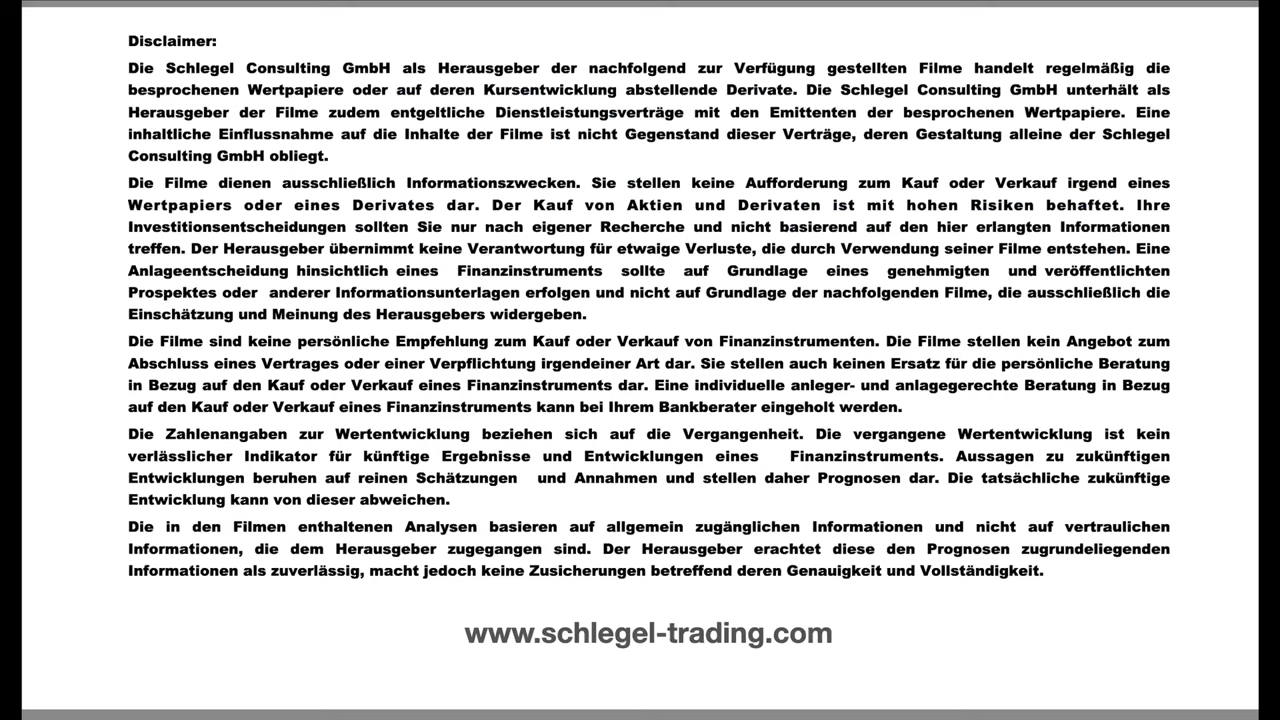 Disclaimer:
Die Schlegel Consulting GmbH als Herausgeber der nachfolgend zur Verfügung gestellten Filme handelt regelmäßig die
besprochenen Wertpapiere oder auf deren Kursentwicklung abstellende Derivate. Die Schlegel Consulting GmbH unterhält als
Herausgeber der Filme zudem entgeltliche Dienstleistungsverträge mit den Emittenten der besprochenen Wertpapiere. Eine
inhaltliche Einflussnahme auf die Inhalte der Filme ist nicht Gegenstand dieser Verträge, deren Gestaltung alleine der Schlegel
Consulting GmbH obliegt.
Die Filme dienen ausschließlich Informationszwecken. Sie stellen keine Aufforderung zum Kauf oder Verkauf irgend eines
Wertpapiers oder eines Derivates dar. Der Kauf von Aktien und Derivaten ist mit hohen Risiken behaftet. Ihre
Investitionsentscheidungen sollten Sie nur nach eigener Recherche und nicht basierend auf den hier erlangten Informationen
treffen. Der Herausgeber übernimmt keine Verantwortung für etwaige Verluste, die durch Verwendung seiner Filme entstehen. Eine
Anlageentscheidung hinsichtlich eines Finanzinstruments sollte auf Grundlage eines genehmigten und veröffentlichten
Prospektes oder anderer Informationsunterlagen erfolgen und nicht auf Grundlage der nachfolgenden Filme, die ausschließlich die
Einschätzung und Meinung des Herausgebers widergeben.
Die Filme sind keine persönliche Empfehlung zum Kauf oder Verkauf von Finanzinstrumenten. Die Filme stellen kein Angebot zum
Abschluss eines Vertrages oder einer Verpflichtung irgendeiner Art dar. Sie stellen auch keinen Ersatz für die persönliche Beratung
in Bezug auf den Kauf oder Verkauf eines Finanzinstruments dar. Eine individuelle anleger- und anlagegerechte Beratung in Bezug
auf den Kauf oder Verkauf eines Finanzinstruments kann bei Ihrem Bankberater eingeholt werden.
Die Zahlenangaben zur Wertentwicklung beziehen sich auf die Vergangenheit. Die vergangene Wertentwicklung ist kein
verlässlicher Indikator für künftige Ergebnisse und Entwicklungen eines Finanzinstruments. Aussagen zu zukünftigen
Entwicklungen beruhen auf reinen Schätzungen und Annahmen und stellen daher Prognosen dar. Die tatsächliche zukünftige
Entwicklung kann von dieser abweichen.
Die in den Filmen enthaltenen Analysen basieren auf allgemein zugänglichen Informationen und nicht auf vertraulichen
Informationen, die dem Herausgeber zugegangen sind. Der Herausgeber erachtet diese den Prognosen zugrundeliegenden
Informationen als zuverlässig, macht jedoch keine Zusicherungen betreffend deren Genauigkeit und Vollständigkeit.
www.schlegel-trading.com